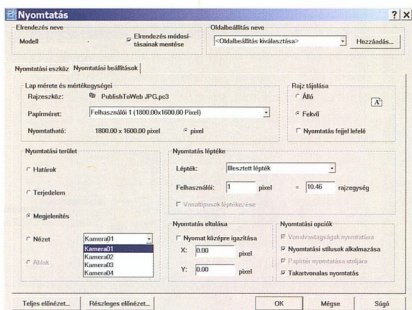 Nyomtatás
Elrendezés neve
Modell
Elrendezés módosí-
tásainak mentése
Oldalbeállítás neve
<Oldalbeállítás kiválasztása>
Hozzáadás...
Nyomtatási eszköz
Nyomtatási beállítások
Lap mérete és mértékegységei
Rajzeszköz:
PublishToWeb JPG.pc3
Papírméret:
Felhasználói 1 (1800.00x1600.00 Pixel)
Nyomtatható:
1800.00 x 1600.00 pixel
pixel
Rajz tájolása
Álló
Fekvő
Nyomtatás fejjel lefelé
A
Nyomtatási terület
Határok
Terjedelem
Megjelenítés
Nézet
Kamera01
Kamera01
Kamera02
Kamera03
Kamera04
Ablak
Nyomtatás léptéke
Lépték:
Illesztett lépték
Felhasználói:
1
pixel
=
10.46
rajzegység
Vonaltípusok léptékezése
Nyomtatás eltolása
Nyomat középre igazítása
X:
0.00
pixel
Y:
0.00
pixel
Nyomtatási opciók
Vonalvastagságok nyomtatása
Nyomtatási stílusok alkalmazása
Papírtér nyomtatása utoljára
Takartvonalas nyomtatás
Teljes előnézet...
Részleges előnézet...
OK
Mégse
Súgó